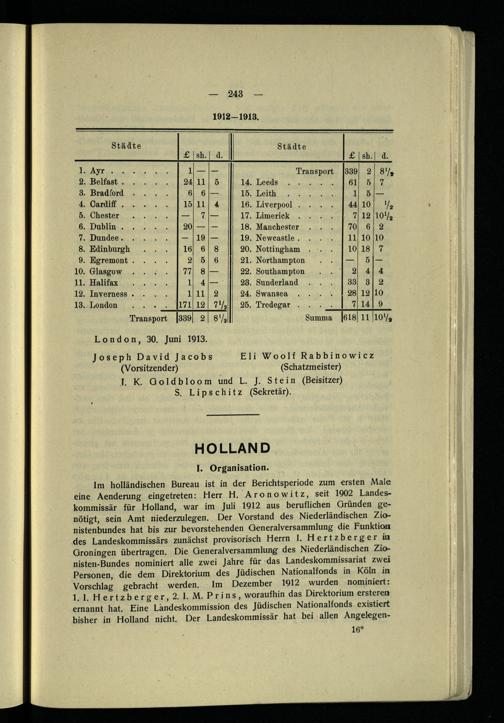 — 243 —
1912–1913.
Städte £ sh. d. Städte £ sh. d.
1. Ayr . . . . . . 1 — — Transport 339 2 8½
2. Belfast . . . . . 24 11 5 14. Leeds . . . . . 61 5 7
3. Bradford . . . . 6 6 — 15. Leith . . . . . 1 5 —
4. Cardiff . . . . . 15 11 4 16. Liverpool . . . . 44 10 ½
5. Chester . . . . — 7 — 17. Limerick . . . . 7 12 10½
6. Dublin . . . . . 20 — — 18. Manchester . . . 70 6 2
7. Dundee . . . . . — 19 — 19. Newcastle . . . . 11 10 10
8. Edinburgh . . . . 16 6 8 20. Nottingham . . . 10 18 7
9. Egremont . . . . 2 5 6 21. Northampton . . — 5 —
10. Glasgow . . . . 77 8 — 22. Southampton . . 2 4 4
11. Halifax . . . . 1 4 — 23. Sunderland . . . 33 3 2
12. Inverness . . . . 1 11 2 24. Swansea . . . . 28 12 10
13. London . . . . 171 12 7½ 25. Tredegar . . . . 7 14 9
Transport 339 2 8½ Summa 618 11 10½
London, 30. Juni 1913.
Joseph David Jacobs Eli Woolf Rabbinowicz
(Vorsitzender) (Schatzmeister)
I. K. Goldbloom und L. J. Stein (Beisitzer)
S. Lipschitz (Sekretär).
HOLLAND
I. Organisation.
Im holländischen Bureau ist in der Berichtsperiode zum ersten Male
eine Aenderung eingetreten: Herr H. Aronowitz, seit 1902 Landes-
kommissär für Holland, war im Juli 1912 aus beruflichen Gründen ge-
nötigt, sein Amt niederzulegen. Der Vorstand des Niederländischen Zio-
nistenbundes hat bis zur bevorstehenden Generalversammlung die Funktion
des Landeskommissärs zunächst provisorisch Herrn I. Hertzberger in
Groningen übertragen. Die Generalversammlung des Niederländischen Zio-
nisten-Bundes nominiert alle zwei Jahre für das Landeskommissariat zwei
Personen, die dem Direktorium des Jüdischen Nationalfonds in Köln in
Vorschlag gebracht werden. Im Dezember 1912 wurden nominiert:
1. I. Hertzberger, 2. I. M. Prins, woraufhin das Direktorium ersteren
ernannt hat. Eine Landeskommission des Jüdischen Nationalfonds existiert
bisher in Holland nicht. Der Landeskommissär hat bei allen Angelegen-
16*